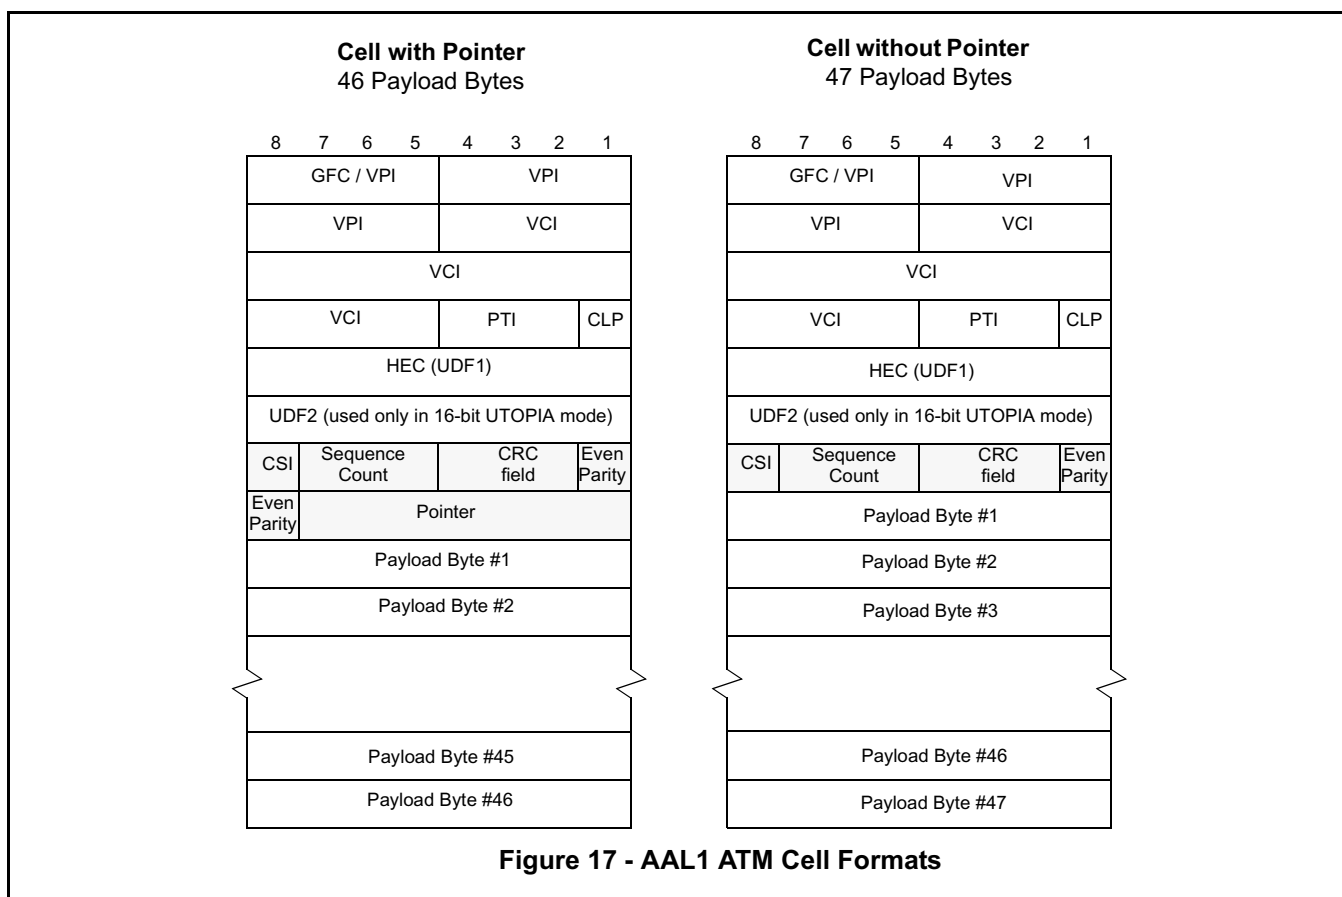 Cell with Pointer
46 Payload Bytes
8 7 6 5 4 3 2 1
GFC / VPI VPI
VPI VCI
VCI
VCI PTI CLP
HEC (UDF1)
UDF2 (used only in 16-bit UTOPIA mode)
CSI Sequence Count CRC field Even Parity
Even Parity Pointer
Payload Byte #1
Payload Byte #2
Payload Byte #45
Payload Byte #46
Cell without Pointer
47 Payload Bytes
8 7 6 5 4 3 2 1
GFC / VPI VPI
VPI VCI
VCI
VCI PTI CLP
HEC (UDF1)
UDF2 (used only in 16-bit UTOPIA mode)
CSI Sequence Count CRC field Even Parity
Payload Byte #1
Payload Byte #2
Payload Byte #3
Payload Byte #46
Payload Byte #47
Figure 17 - AAL1 ATM Cell Formats